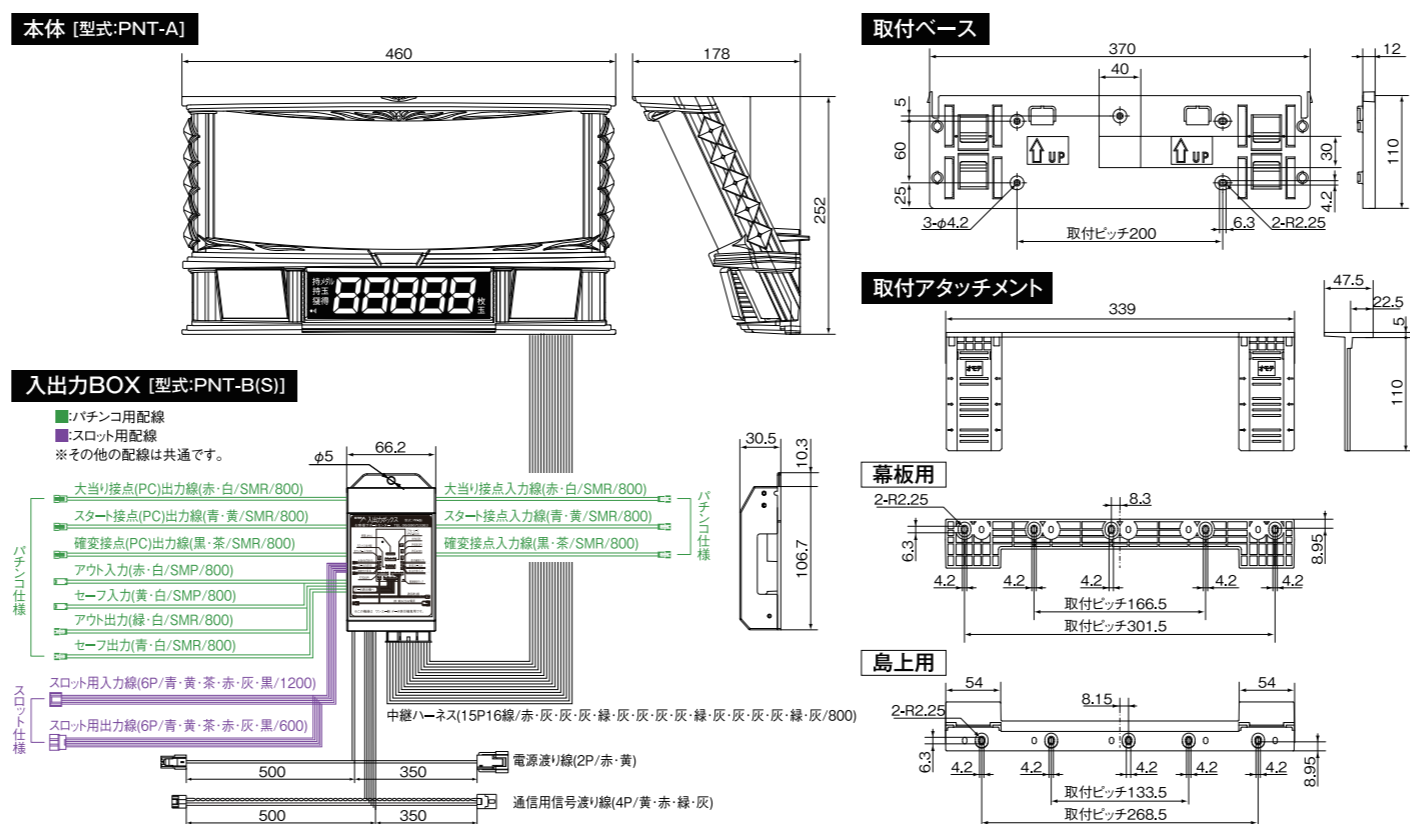 本体 [型式:PNT-A]
460
178
252
持メダル
持 玉
獲 得
88888
枚
玉
入出力BOX [型式:PNT-B(S)]
■:パチンコ用配線
■:スロット用配線
※その他の配線は共通です。
66.2
φ5
30.5
10.3
106.7
パチンコ仕様
大当り接点(PC)出力線(赤・白/SMR/800)
スタート接点(PC)出力線(青・黄/SMR/800)
確変接点(PC)出力線(黒・茶/SMR/800)
アウト入力(赤・白/SMP/800)
セーフ入力(黄・白/SMP/800)
アウト出力(緑・白/SMR/800)
セーフ出力(青・白/SMR/800)
大当り接点入力線(赤・白/SMR/800)
スタート接点入力線(青・黄/SMR/800)
確変接点入力線(黒・茶/SMR/800)
パチンコ仕様
入出力ボックス
スロット仕様
スロット用入力線(6P/青・黄・茶・赤・灰・黒/1200)
スロット用出力線(6P/青・黄・茶・赤・灰・黒/600)
中継ハーネス(15P16線/赤・灰・灰・灰・緑・灰・灰・灰・灰・緑・灰・灰・灰・灰・緑・灰/800)
電源渡り線(2P/赤・黄)
500
350
通信用信号渡り線(4P/黄・赤・緑・灰)
500
350
取付ベース
370
40
12
5
60
25
UP
UP
30
4.2
110
3-φ4.2
6.3
2-R2.25
取付ピッチ200
取付アタッチメント
339
47.5
22.5
5
110
幕板用
2-R2.25
8.3
6.3
8.95
4.2
4.2
4.2
4.2
4.2
取付ピッチ166.5
取付ピッチ301.5
島上用
54
54
8.15
2-R2.25
6.3
8.95
4.2
4.2
4.2
4.2
4.2
取付ピッチ133.5
取付ピッチ268.5